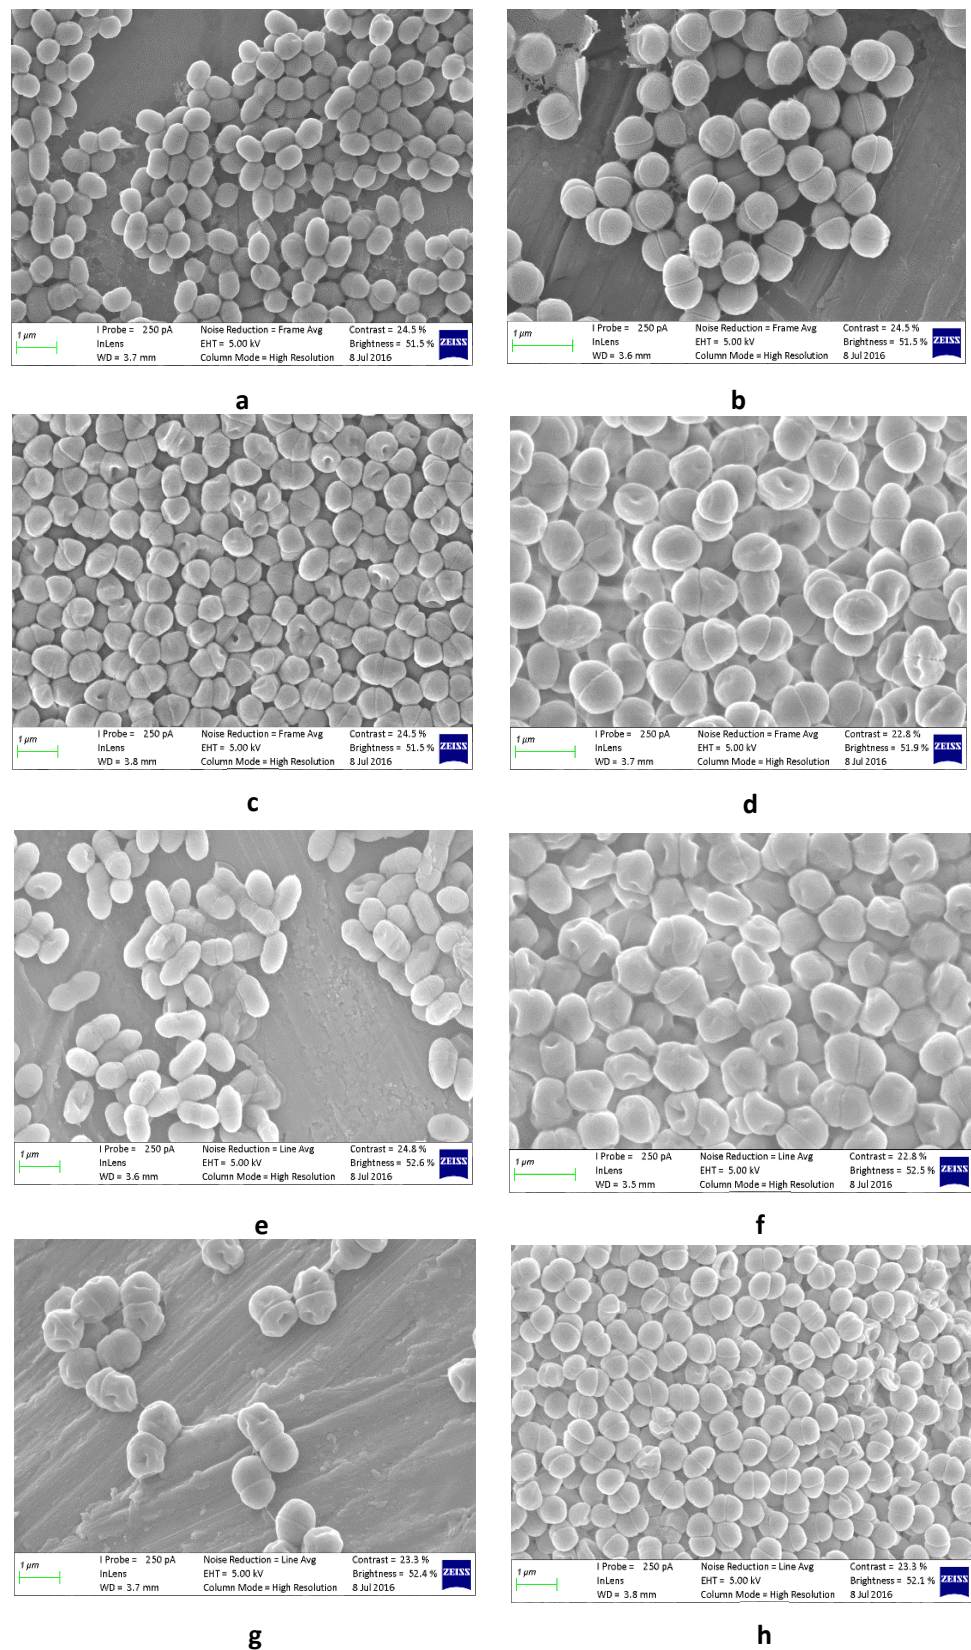 1 µm
I Probe = 250 pA Noise Reduction = Frame Avg Contrast = 24.5 %
InLens EHT = 5.00 kV Brightness = 51.5 %
WD = 3.7 mm Column Mode = High Resolution 8 Jul 2016
ZEISS
a
1 µm
I Probe = 250 pA Noise Reduction = Frame Avg Contrast = 24.5 %
InLens EHT = 5.00 kV Brightness = 51.5 %
WD = 3.6 mm Column Mode = High Resolution 8 Jul 2016
ZEISS
b
1 µm
I Probe = 250 pA Noise Reduction = Frame Avg Contrast = 24.5 %
InLens EHT = 5.00 kV Brightness = 51.5 %
WD = 3.8 mm Column Mode = High Resolution 8 Jul 2016
ZEISS
c
1 µm
I Probe = 250 pA Noise Reduction = Frame Avg Contrast = 22.8 %
InLens EHT = 5.00 kV Brightness = 51.9 %
WD = 3.7 mm Column Mode = High Resolution 8 Jul 2016
ZEISS
d
1 µm
I Probe = 250 pA Noise Reduction = Line Avg Contrast = 24.8 %
InLens EHT = 5.00 kV Brightness = 52.6 %
WD = 3.6 mm Column Mode = High Resolution 8 Jul 2016
ZEISS
e
1 µm
I Probe = 250 pA Noise Reduction = Line Avg Contrast = 22.8 %
InLens EHT = 5.00 kV Brightness = 52.5 %
WD = 3.5 mm Column Mode = High Resolution 8 Jul 2016
ZEISS
f
1 µm
I Probe = 250 pA Noise Reduction = Line Avg Contrast = 23.3 %
InLens EHT = 5.00 kV Brightness = 52.4 %
WD = 3.7 mm Column Mode = High Resolution 8 Jul 2016
ZEISS
g
1 µm
I Probe = 250 pA Noise Reduction = Line Avg Contrast = 23.3 %
InLens EHT = 5.00 kV Brightness = 52.1 %
WD = 3.8 mm Column Mode = High Resolution 8 Jul 2016
ZEISS
h